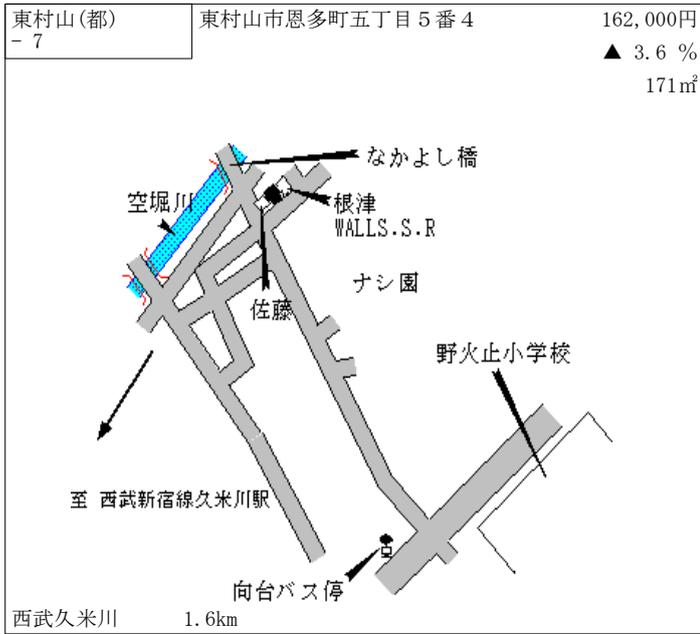 東村山(都)
- 7
東村山市恩多町五丁目５番４
162,000円
▲ 3.6 %
171㎡
なかよし橋
空堀川
根津
WALLS.S.R
佐藤
ナシ園
野火止小学校
至 西武新宿線久米川駅
向台バス停
西武久米川 1.6km